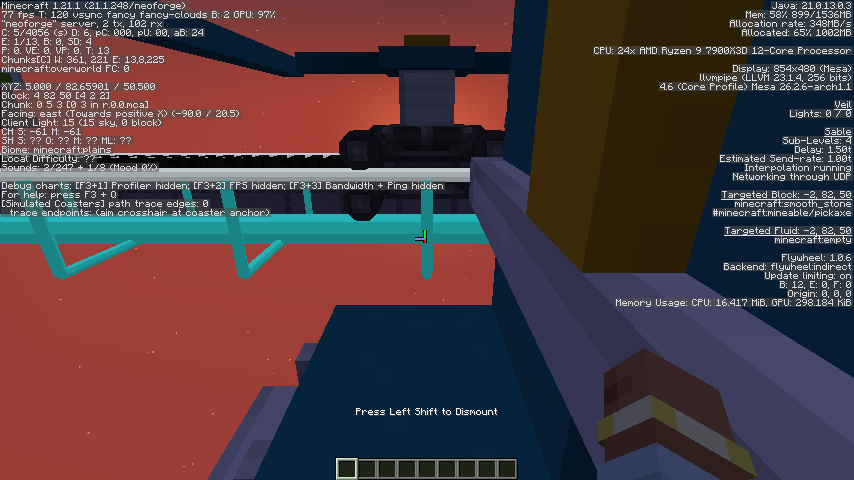 Minecraft 1.21.1 (21.1.248/neoforge)
77 fps T: 120 vsync fancy fancy-clouds B: 2 GPU: 97%
"neoforge" server, 2 tx, 102 rx
C: 5/4056 (s) D: 6, pC: 000, pU: 00, aB: 24
E: 1/13, B: 0, SD: 4
P: 0. VE: 0. VP: 0. T: 13
Chunks[C] W: 361, 221 E: 13,8,225
minecraft:overworld FC: 0
XYZ: 5.000 / 82.65901 / 50.500
Block: 4 82 50 [4 2 2]
Chunk: 0 5 3 [0 3 in r.0.0.mca]
Facing: east (Towards positive X) (-90.0 / 20.5)
Client Light: 15 (15 sky, 0 block)
CH S: -61 M: -61
SH S: ?? O: ?? M: ?? ML: ??
Biome: minecraft:plains
Local Difficulty: ??
Sounds: 2/247 + 1/8 (Mood 0%)
Debug charts: [F3+1] Profiler hidden; [F3+2] FPS hidden; [F3+3] Bandwidth + Ping hidden
For help: press F3 + Q
[Simulated Coasters] path trace edges: 0
trace endpoints: (aim crosshair at coaster anchor)
Java: 21.0.13.0.3
Mem: 58% 899/1536MB
Allocation rate: 348MB/s
Allocated: 65% 1002MB
CPU: 24x AMD Ryzen 9 7900X3D 12-Core Processor
Display: 854x480 (Mesa)
llvmpipe (LLVM 23.1.4, 256 bits)
4.6 (Core Profile) Mesa 26.2.6-arch1.1
Veil
Lights: 0 / 0
Sable
Sub-Levels: 4
Delay: 1.50t
Estimated Send-rate: 1.00t
Interpolation running
Networking through UDP
Targeted Block: -2, 82, 50
minecraft:smooth_stone
#minecraft:mineable/pickaxe
Targeted Fluid: -2, 82, 50
minecraft:empty
Flywheel: 1.0.6
Backend: flywheel:indirect
Update limiting: on
B: 12, E: 0, F: 0
Origin: 0, 0, 0
Memory Usage: CPU: 16.417 MiB, GPU: 298.184 KiB
Press Left Shift to Dismount